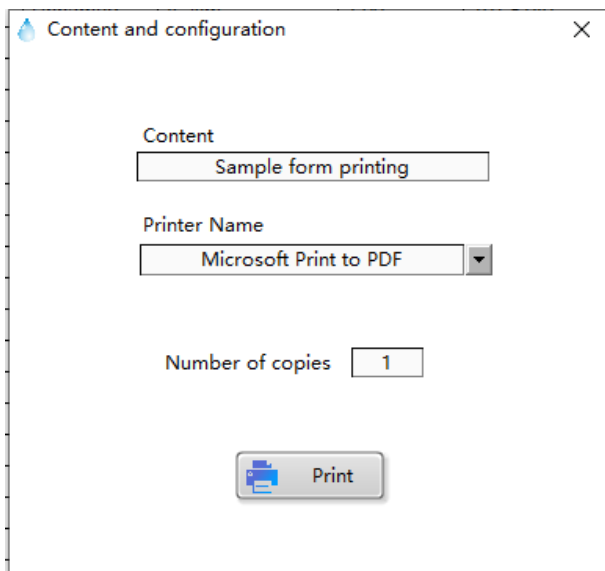 Content and configuration
Content
Sample form printing
Printer Name
Microsoft Print to PDF
Number of copies 1
Print